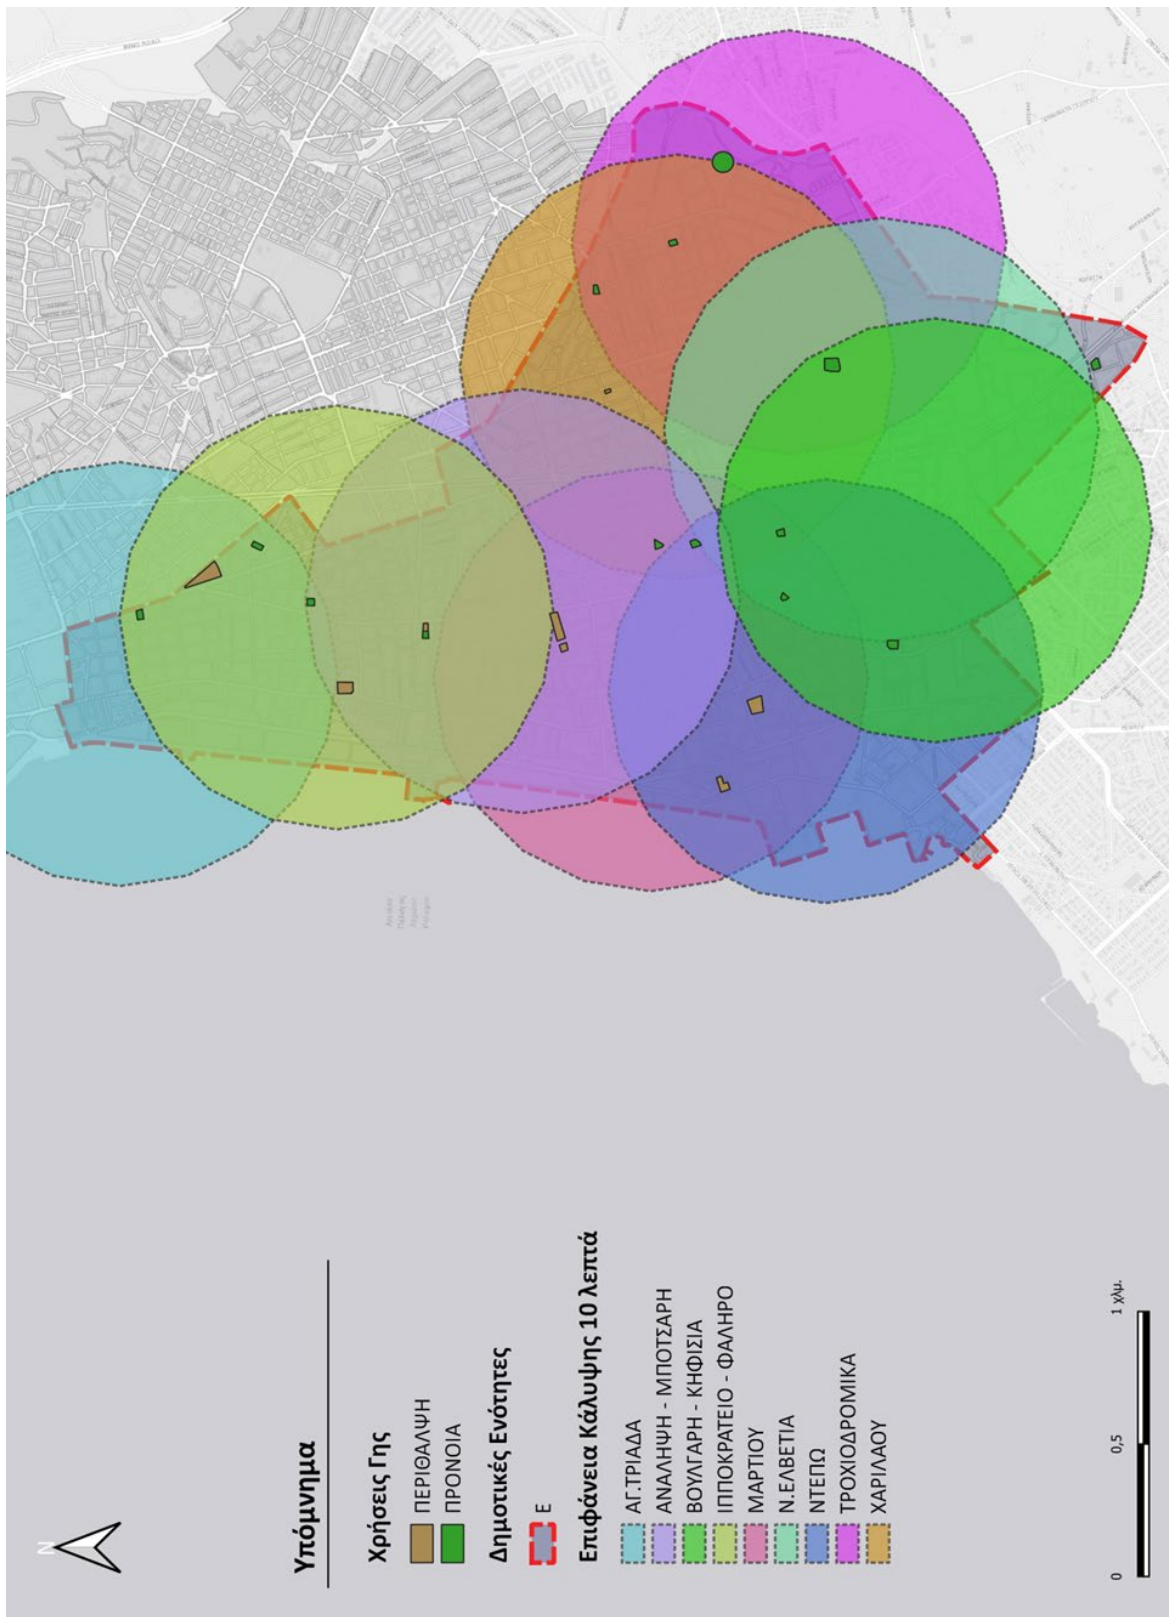 N
Υπόμνημα
Χρήσεις Γης
ΠΕΡΙΘΑΛΨΗ
ΠΡΟΝΟΙΑ
Δημοτικές Ενότητες
Ε
Επιφάνεια Κάλυψης 10 λεπτά
ΑΓ.ΤΡΙΑΔΑ
ΑΝΑΛΗΨΗ - ΜΠΟΤΣΑΡΗ
ΒΟΥΛΓΑΡΗ - ΚΗΦΙΣΙΑ
ΙΠΠΟΚΡΑΤΕΙΟ - ΦΑΛΗΡΟ
ΜΑΡΤΙΟΥ
Ν.ΕΛΒΕΤΙΑ
ΝΤΕΠΩ
ΤΡΟΧΙΟΔΡΟΜΙΚΑ
ΧΑΡΙΛΑΟΥ
0 0,5 1 χλμ.